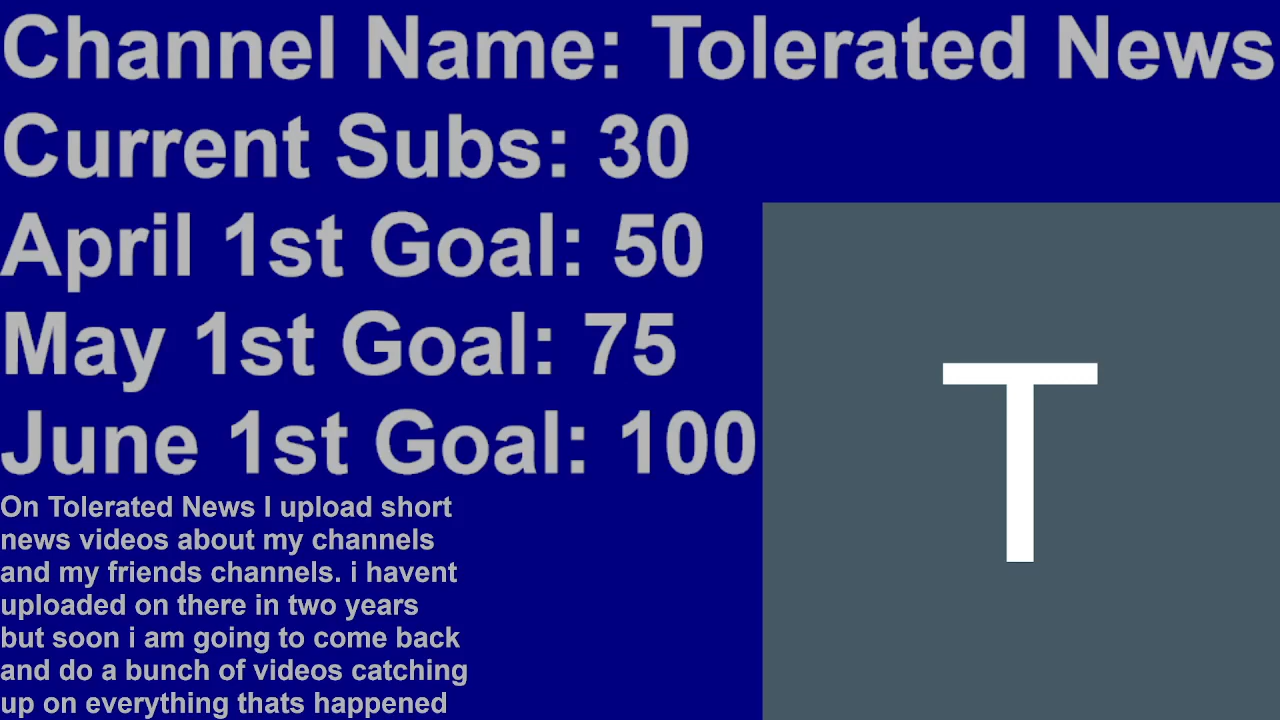 Channel Name: Tolerated News
Current Subs: 30
April 1st Goal: 50
May 1st Goal: 75
June 1st Goal: 100
T
On Tolerated News I upload short
news videos about my channels
and my friends channels. i havent
uploaded on there in two years
but soon i am going to come back
and do a bunch of videos catching
up on everything thats happened